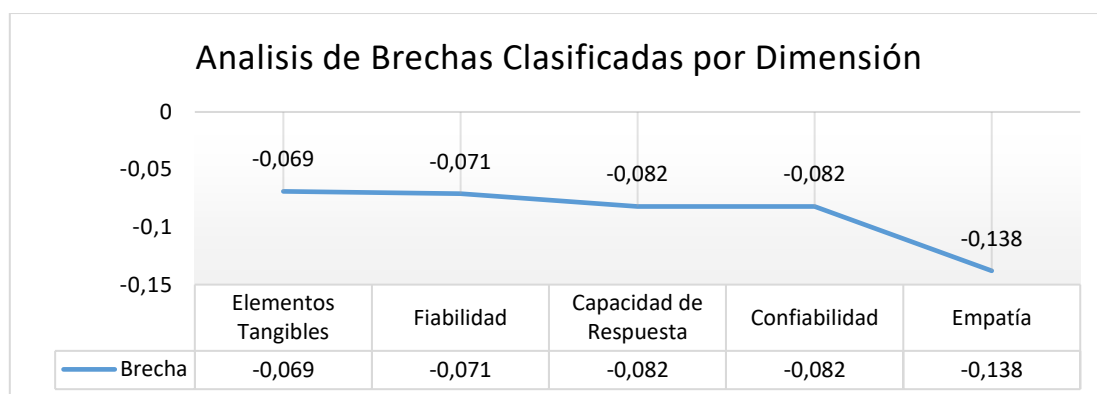 Analisis de Brechas Clasificadas por Dimensión
0
-0,05
-0,1
-0,15
-0,069
-0,071
-0,082
-0,082
-0,138
Elementos
Tangibles
Fiabilidad
Capacidad de
Respuesta
Confiabilidad
Empatía
Brecha -0,069 -0,071 -0,082 -0,082 -0,138